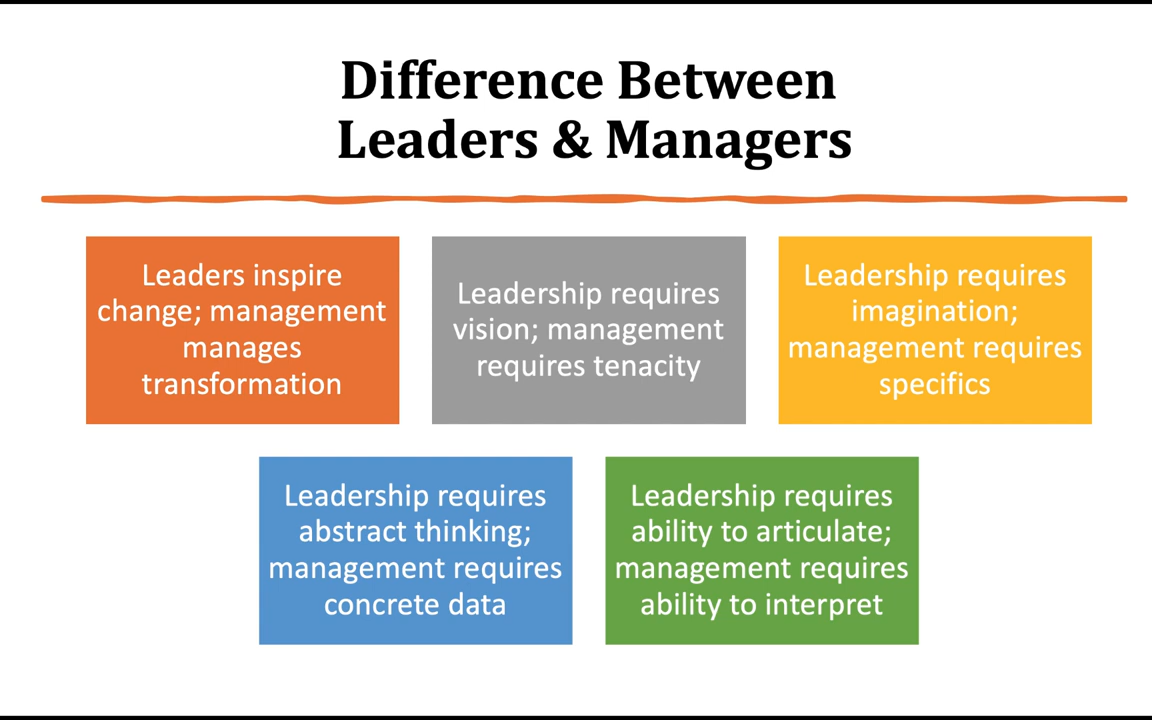 Difference Between
Leaders & Managers
Leaders inspire
change; management
manages
transformation
Leadership requires
vision; management
requires tenacity
Leadership requires
imagination;
management requires
specifics
Leadership requires
abstract thinking;
management requires
concrete data
Leadership requires
ability to articulate;
management requires
ability to interpret